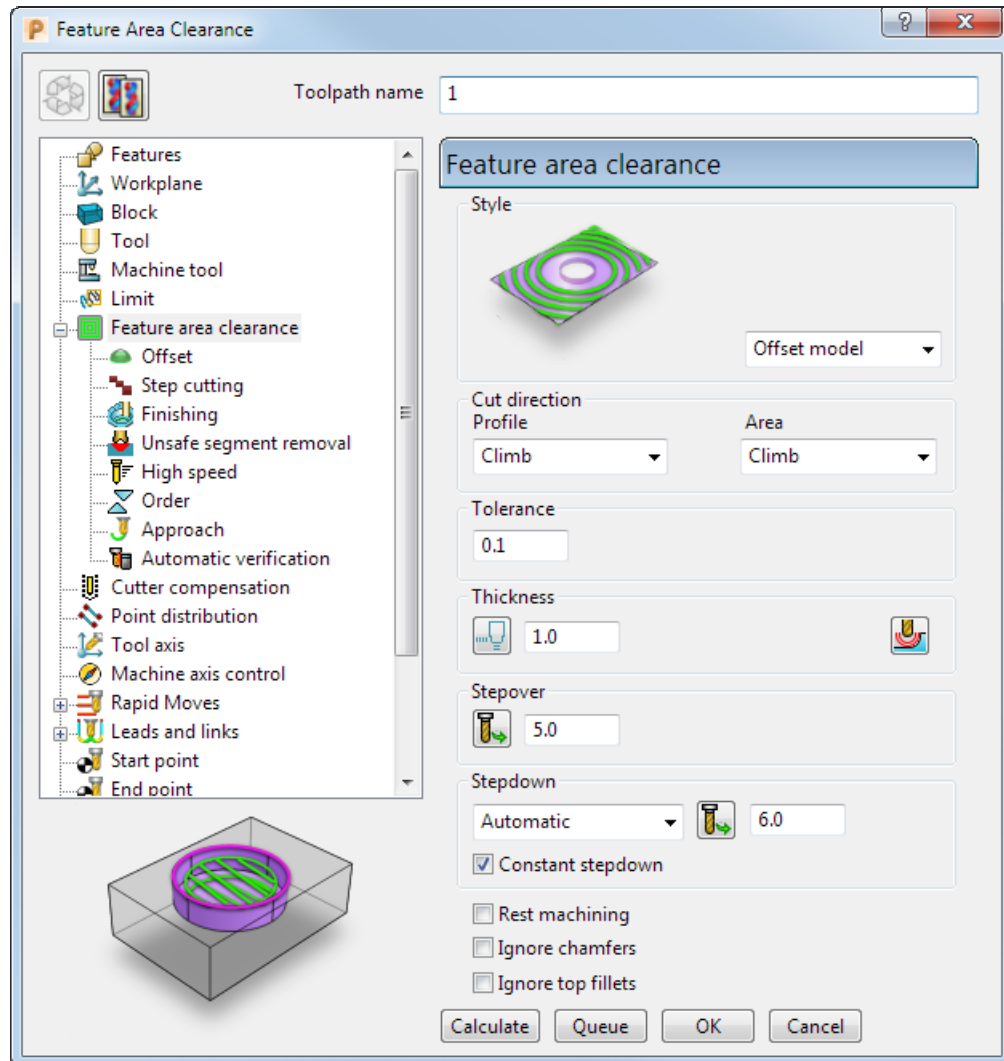 Feature Area Clearance
Toolpath name 1
Features
Workplane
Block
Tool
Machine tool
Limit
Feature area clearance
Offset
Step cutting
Finishing
Unsafe segment removal
High speed
Order
Approach
Automatic verification
Cutter compensation
Point distribution
Tool axis
Machine axis control
Rapid Moves
Leads and links
Start point
End point
Feature area clearance
Style
Offset model
Cut direction
Profile Area
Climb Climb
Tolerance
0.1
Thickness
1.0
Stepover
5.0
Stepdown
Automatic 6.0
Constant stepdown
Rest machining
Ignore chamfers
Ignore top fillets
Calculate Queue OK Cancel